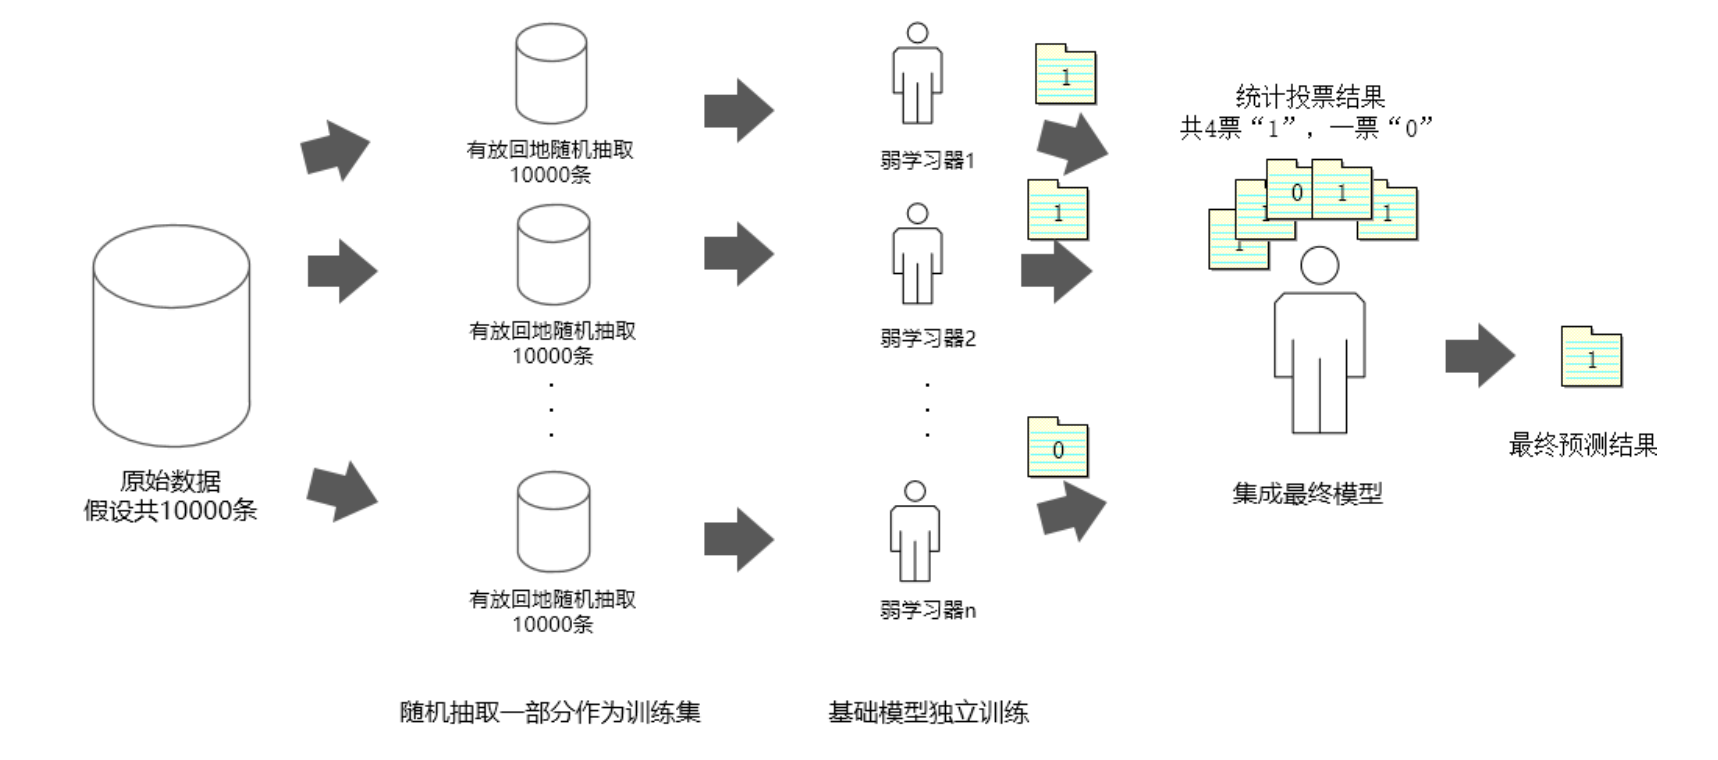 原始数据
假设共10000条
有放回地随机抽取
10000条
有放回地随机抽取
10000条
.
.
.
有放回地随机抽取
10000条
随机抽取一部分作为训练集
弱学习器1
弱学习器2
.
.
.
弱学习器n
基础模型独立训练
1
1
0
统计投票结果
共4票“1”，一票“0”
1
1
0
1
1
集成最终模型
1
最终预测结果